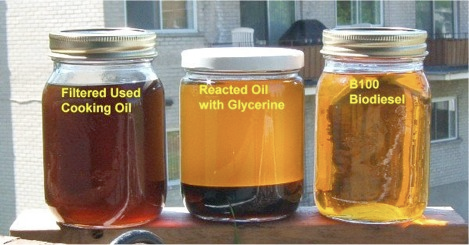 Filtered Used
Cooking Oil
Reacted Oil
with Glycerine
B100
Biodiesel